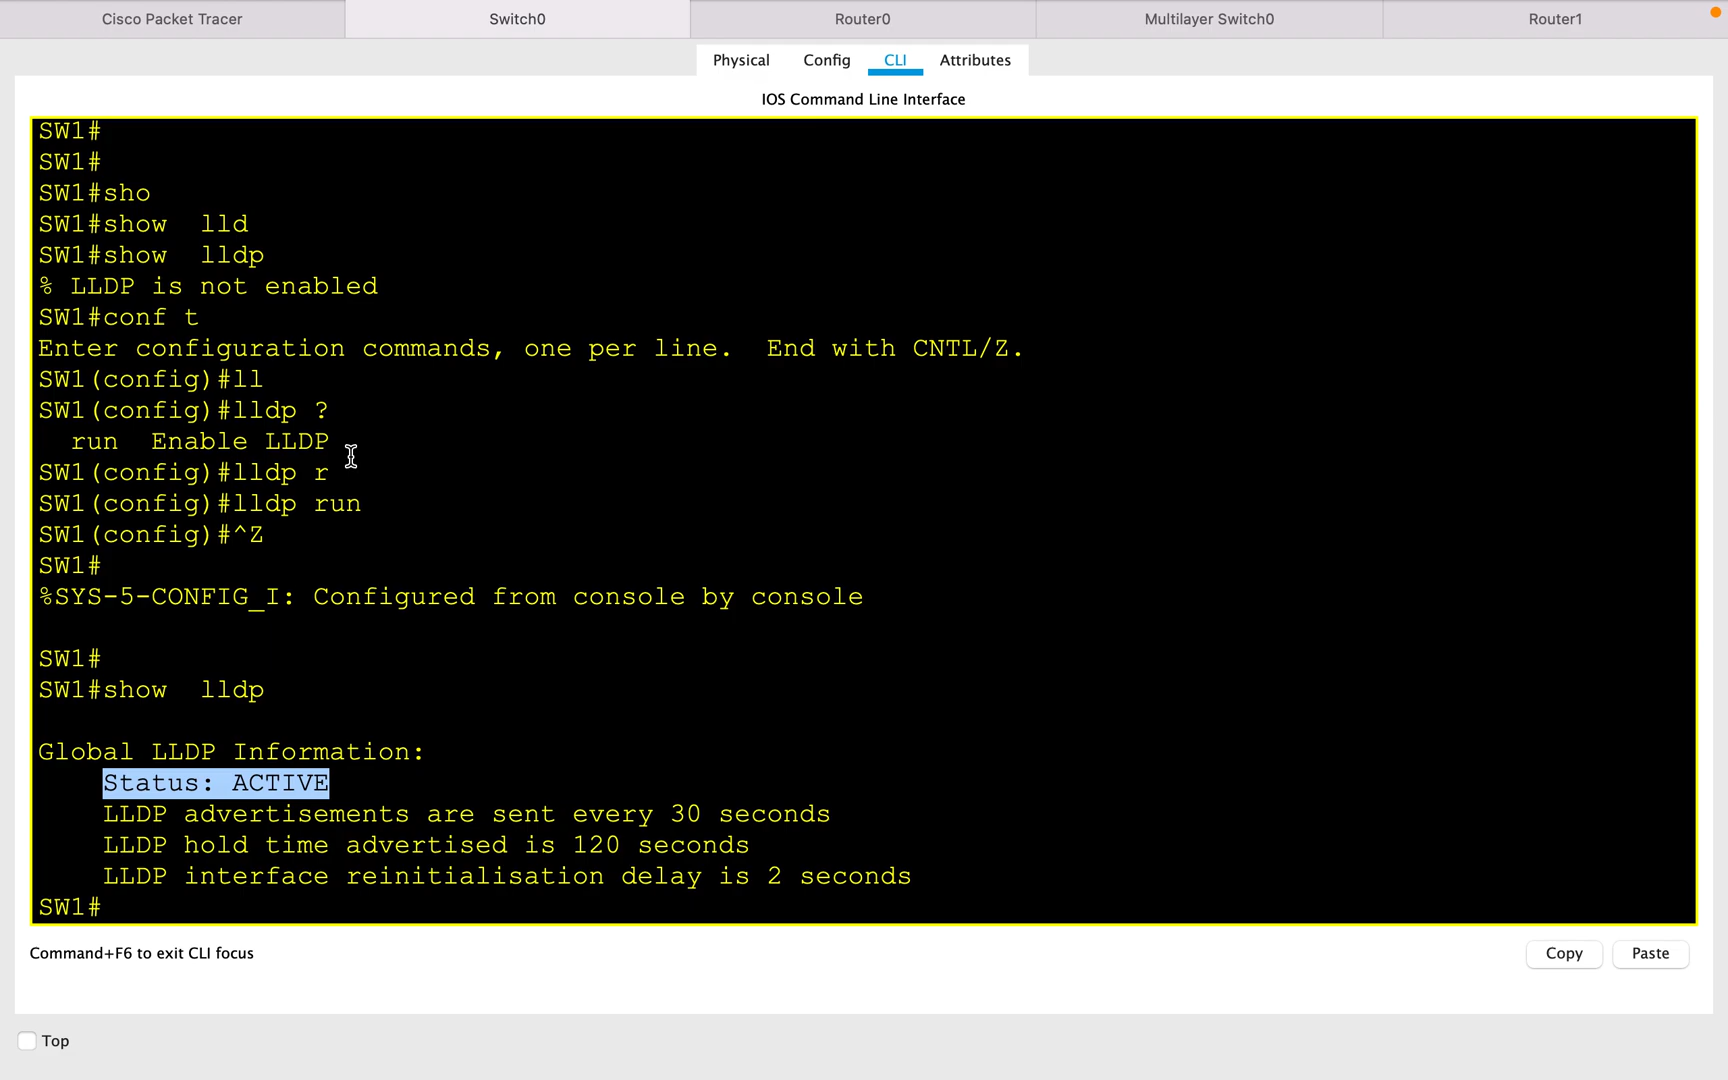 Cisco Packet Tracer Switch0 Router0 Multilayer Switch0 Router1
Physical Config CLI Attributes
IOS Command Line Interface
SW1#
SW1#
SW1#sho
SW1#show  lld
SW1#show  lldp
% LLDP is not enabled
SW1#conf t
Enter configuration commands, one per line.  End with CNTL/Z.
SW1(config)#ll
SW1(config)#lldp ?
  run  Enable LLDP
SW1(config)#lldp r
SW1(config)#lldp run
SW1(config)#^Z
SW1#
%SYS-5-CONFIG_I: Configured from console by console
SW1#
SW1#show  lldp
Global LLDP Information:
    Status: ACTIVE
    LLDP advertisements are sent every 30 seconds
    LLDP hold time advertised is 120 seconds
    LLDP interface reinitialisation delay is 2 seconds
SW1#
Command+F6 to exit CLI focus Copy Paste
Top